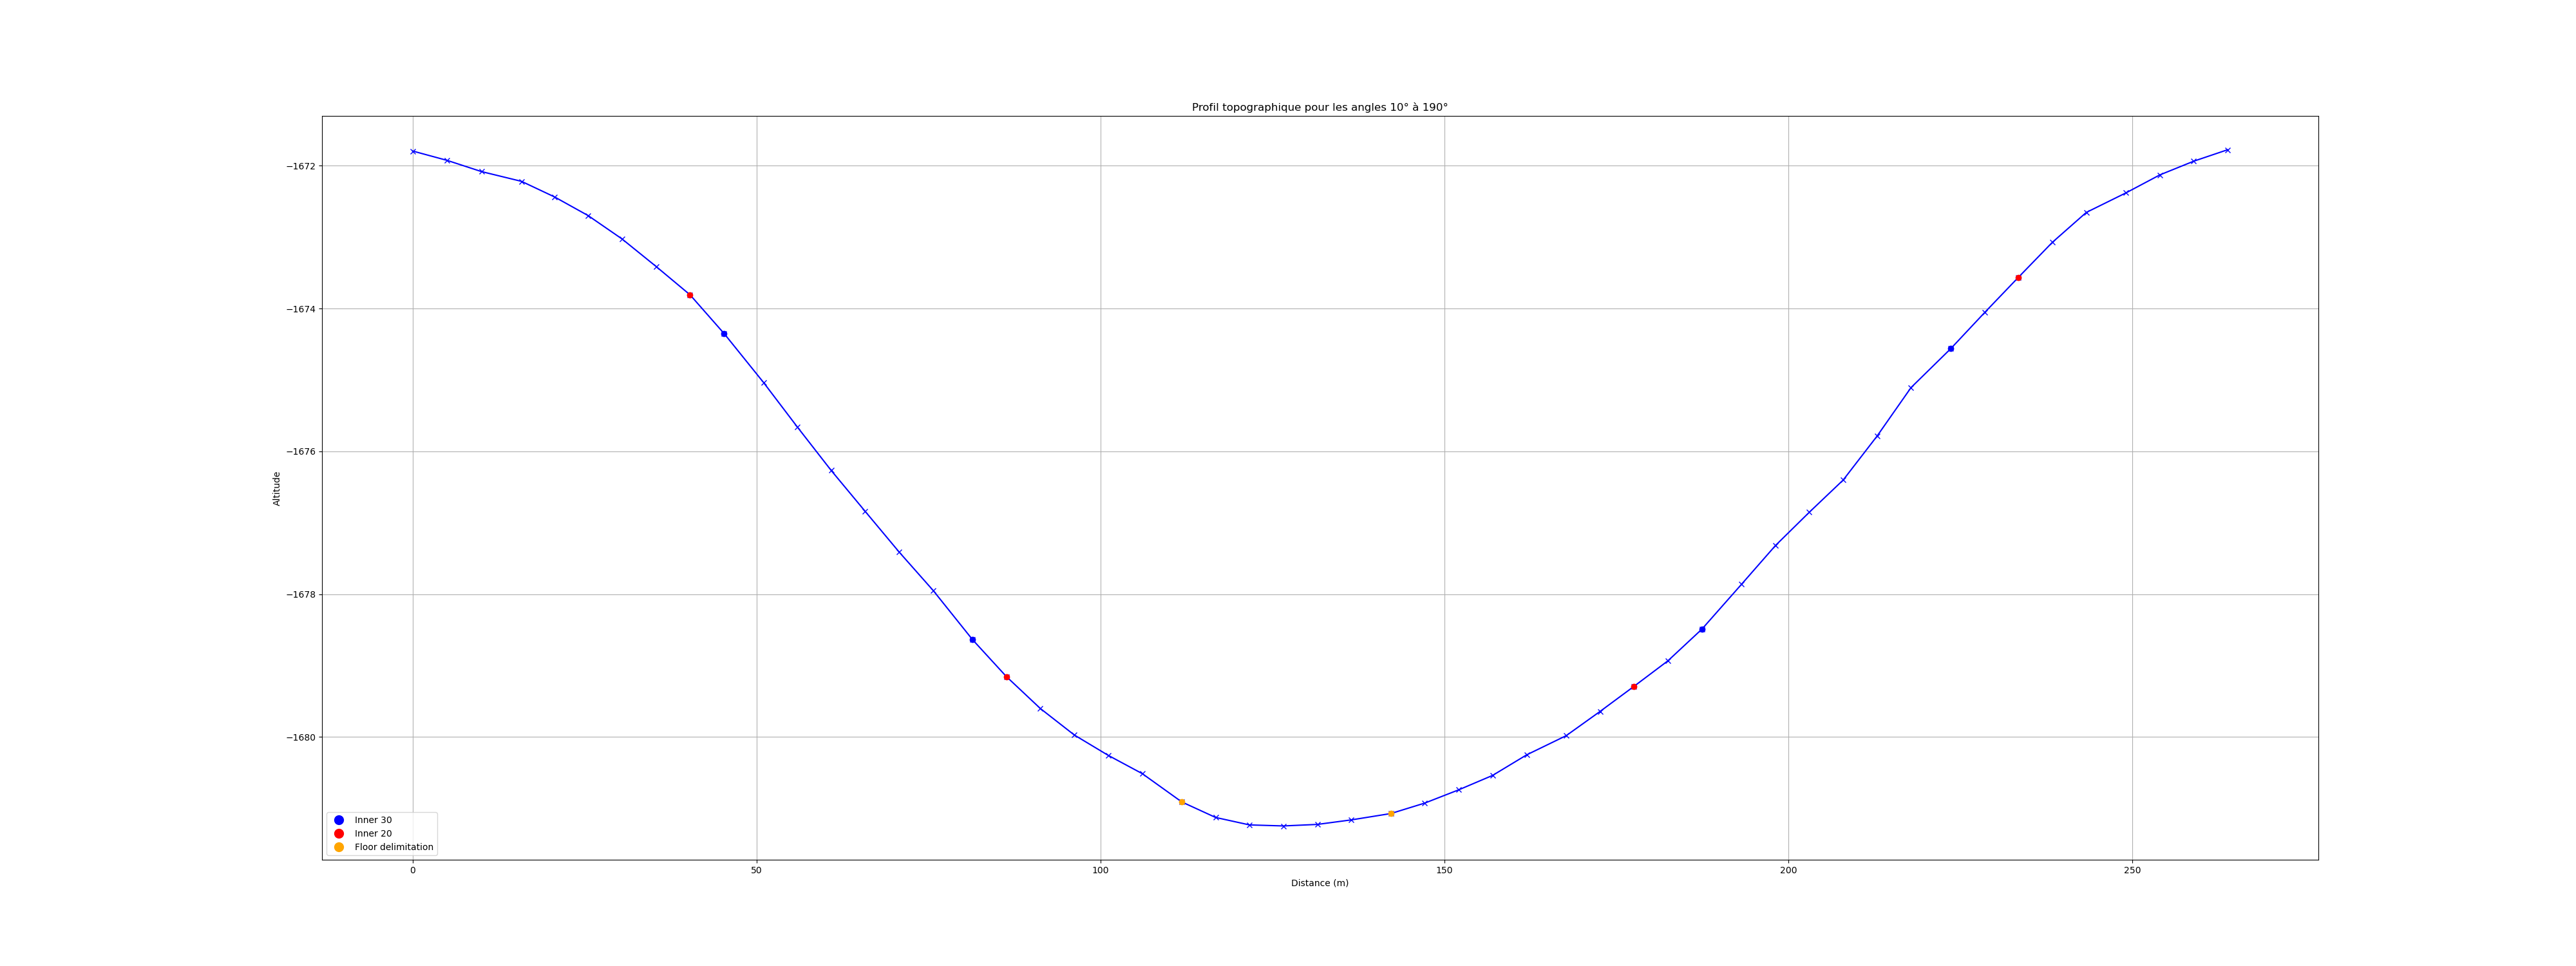 Profil topographique pour les angles 10° à 190°
Altitude
−1672
−1674
−1676
−1678
−1680
Inner 30
Inner 20
Floor delimitation
0 50 100 150 200 250
Distance (m)